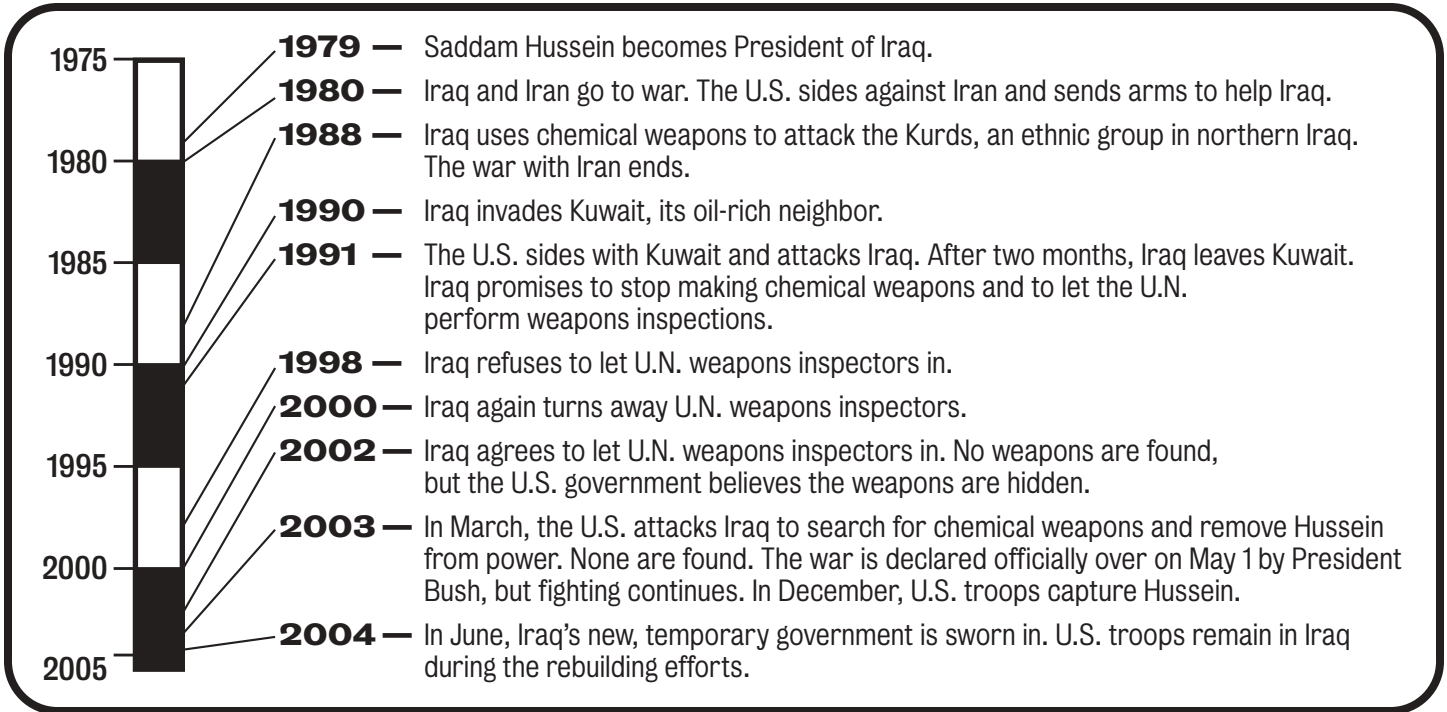 1975
1980
1985
1990
1995
2000
2005
1979 — Saddam Hussein becomes President of Iraq.
1980 — Iraq and Iran go to war. The U.S. sides against Iran and sends arms to help Iraq.
1988 — Iraq uses chemical weapons to attack the Kurds, an ethnic group in northern Iraq.
The war with Iran ends.
1990 — Iraq invades Kuwait, its oil-rich neighbor.
1991 — The U.S. sides with Kuwait and attacks Iraq. After two months, Iraq leaves Kuwait.
Iraq promises to stop making chemical weapons and to let the U.N.
perform weapons inspections.
1998 — Iraq refuses to let U.N. weapons inspectors in.
2000 — Iraq again turns away U.N. weapons inspectors.
2002 — Iraq agrees to let U.N. weapons inspectors in. No weapons are found,
but the U.S. government believes the weapons are hidden.
2003 — In March, the U.S. attacks Iraq to search for chemical weapons and remove Hussein
from power. None are found. The war is declared officially over on May 1 by President
Bush, but fighting continues. In December, U.S. troops capture Hussein.
2004 — In June, Iraq's new, temporary government is sworn in. U.S. troops remain in Iraq
during the rebuilding efforts.